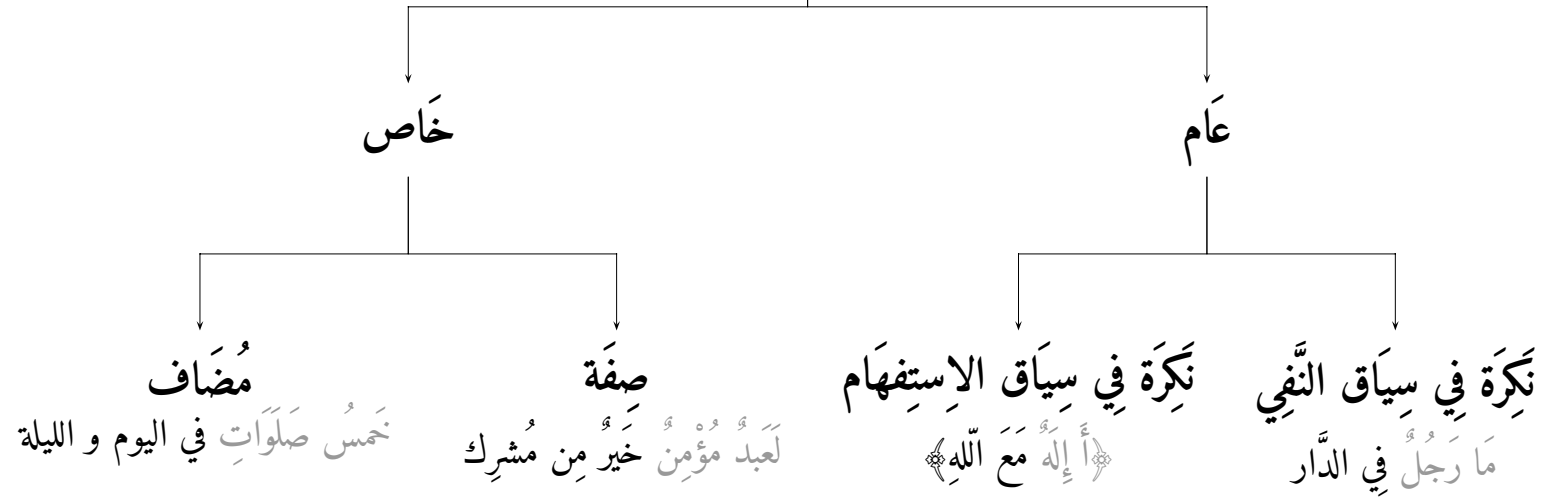 عَام
خَاص
نَكِرَة فِي سِيَاق النَّفِي
مَا رَجُلٌ فِي الدَّار
نَكِرَة فِي سِيَاق الاِستِفهَام
﴿أَ إِلَهٌ مَعَ اللّهِ﴾
صِفَة
لَعَبدٌ مُؤْمِنٌ خَيرٌ مِن مُشرِك
مُضَاف
خَمسُ صَلَوَاتِ في اليوم و الليلة